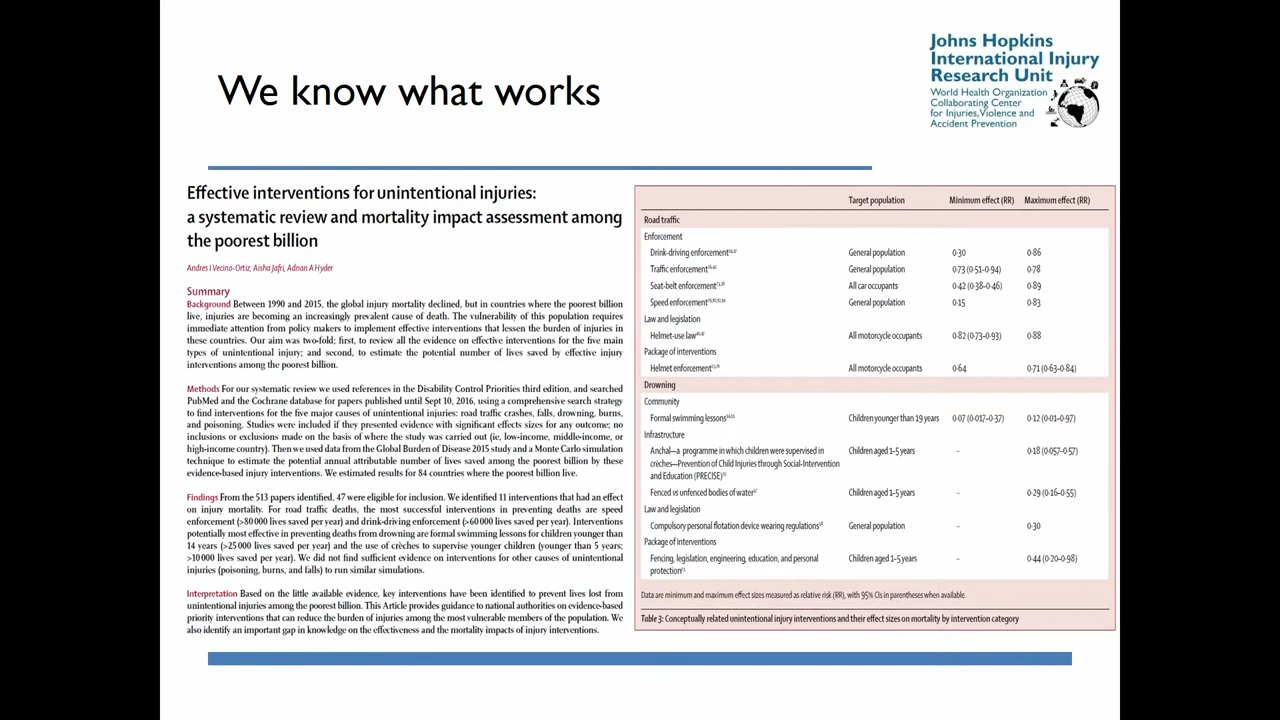 We know what works
Johns Hopkins
International Injury
Research Unit
World Health Organization
Collaborating Center
for Injuries, Violence and
Accident Prevention
Effective interventions for unintentional injuries:
a systematic review and mortality impact assessment among
the poorest billion
Andres I Vecino-Ortiz, Aisha Jafri, Adnan A Hyder
Summary
Background Between 1990 and 2015, the global injury mortality declined, but in countries where the poorest billion
live, injuries are becoming an increasingly prevalent cause of death. The vulnerability of this population requires
immediate attention from policy makers to implement effective interventions that lessen the burden of injuries in
these countries. Our aim was two-fold; first, to review all the evidence on effective interventions for the five main
types of unintentional injury; and second, to estimate the potential number of lives saved by effective injury
interventions among the poorest billion.
Methods For our systematic review we used references in the Disability Control Priorities third edition, and searched
PubMed and the Cochrane database for papers published until Sept 10, 2016, using a comprehensive search strategy
to find interventions for the five major causes of unintentional injuries: road traffic crashes, falls, drowning, burns,
and poisoning. Studies were included if they presented evidence with significant effects sizes for any outcome; no
inclusions or exclusions made on the basis of where the study was carried out (ie, low-income, middle-income, or
high-income country). Then we used data from the Global Burden of Disease 2015 study and a Monte Carlo simulation
technique to estimate the potential annual attributable number of lives saved among the poorest billion by these
evidence-based injury interventions. We estimated results for 84 countries where the poorest billion live.
Findings From the 513 papers identified, 47 were eligible for inclusion. We identified 11 interventions that had an effect
on injury mortality. For road traffic deaths, the most successful interventions in preventing deaths are speed
enforcement (>80 000 lives saved per year) and drink-driving enforcement (>60 000 lives saved per year). Interventions
potentially most effective in preventing deaths from drowning are formal swimming lessons for children younger than
14 years (>25 000 lives saved per year) and the use of crèches to supervise younger children (younger than 5 years;
>10 000 lives saved per year). We did not find sufficient evidence on interventions for other causes of unintentional
injuries (poisoning, burns, and falls) to run similar simulations.
Interpretation Based on the little available evidence, key interventions have been identified to prevent lives lost from
unintentional injuries among the poorest billion. This Article provides guidance to national authorities on evidence-based
priority interventions that can reduce the burden of injuries among the most vulnerable members of the population. We
also identify an important gap in knowledge on the effectiveness and the mortality impacts of injury interventions.
Target population Minimum effect (RR) Maximum effect (RR)
Road traffic
Enforcement
Drink-driving enforcement General population 0·30 0·86
Traffic enforcement General population 0·73 (0·51–0·94) 0·78
Seat-belt enforcement All car occupants 0·42 (0·38–0·46) 0·89
Speed enforcement General population 0·15 0·83
Law and legislation
Helmet-use law All motorcycle occupants 0·82 (0·73–0·93) 0·88
Package of interventions
Helmet enforcement All motorcycle occupants 0·64 0·71 (0·63–0·84)
Drowning
Community
Formal swimming lessons Children younger than 19 years 0·07 (0·017–0·37) 0·12 (0·01–0·97)
Infrastructure
Anchal—a programme in which children were supervised in
crèches—Prevention of Child Injuries through Social-Intervention
and Education (PRECISE) Children aged 1–5 years – 0·18 (0·057–0·57)
Fenced vs unfenced bodies of water Children aged 1–5 years – 0·29 (0·16–0·55)
Law and legislation
Compulsory personal flotation device wearing regulations General population – 0·30
Package of interventions
Fencing, legislation, engineering, education, and personal
protection Children aged 1–5 years – 0·44 (0·20–0·98)
Data are minimum and maximum effect sizes measured as relative risk (RR), with 95% CIs in parentheses when available.
Table 3: Conceptually related unintentional injury interventions and their effect sizes on mortality by intervention category